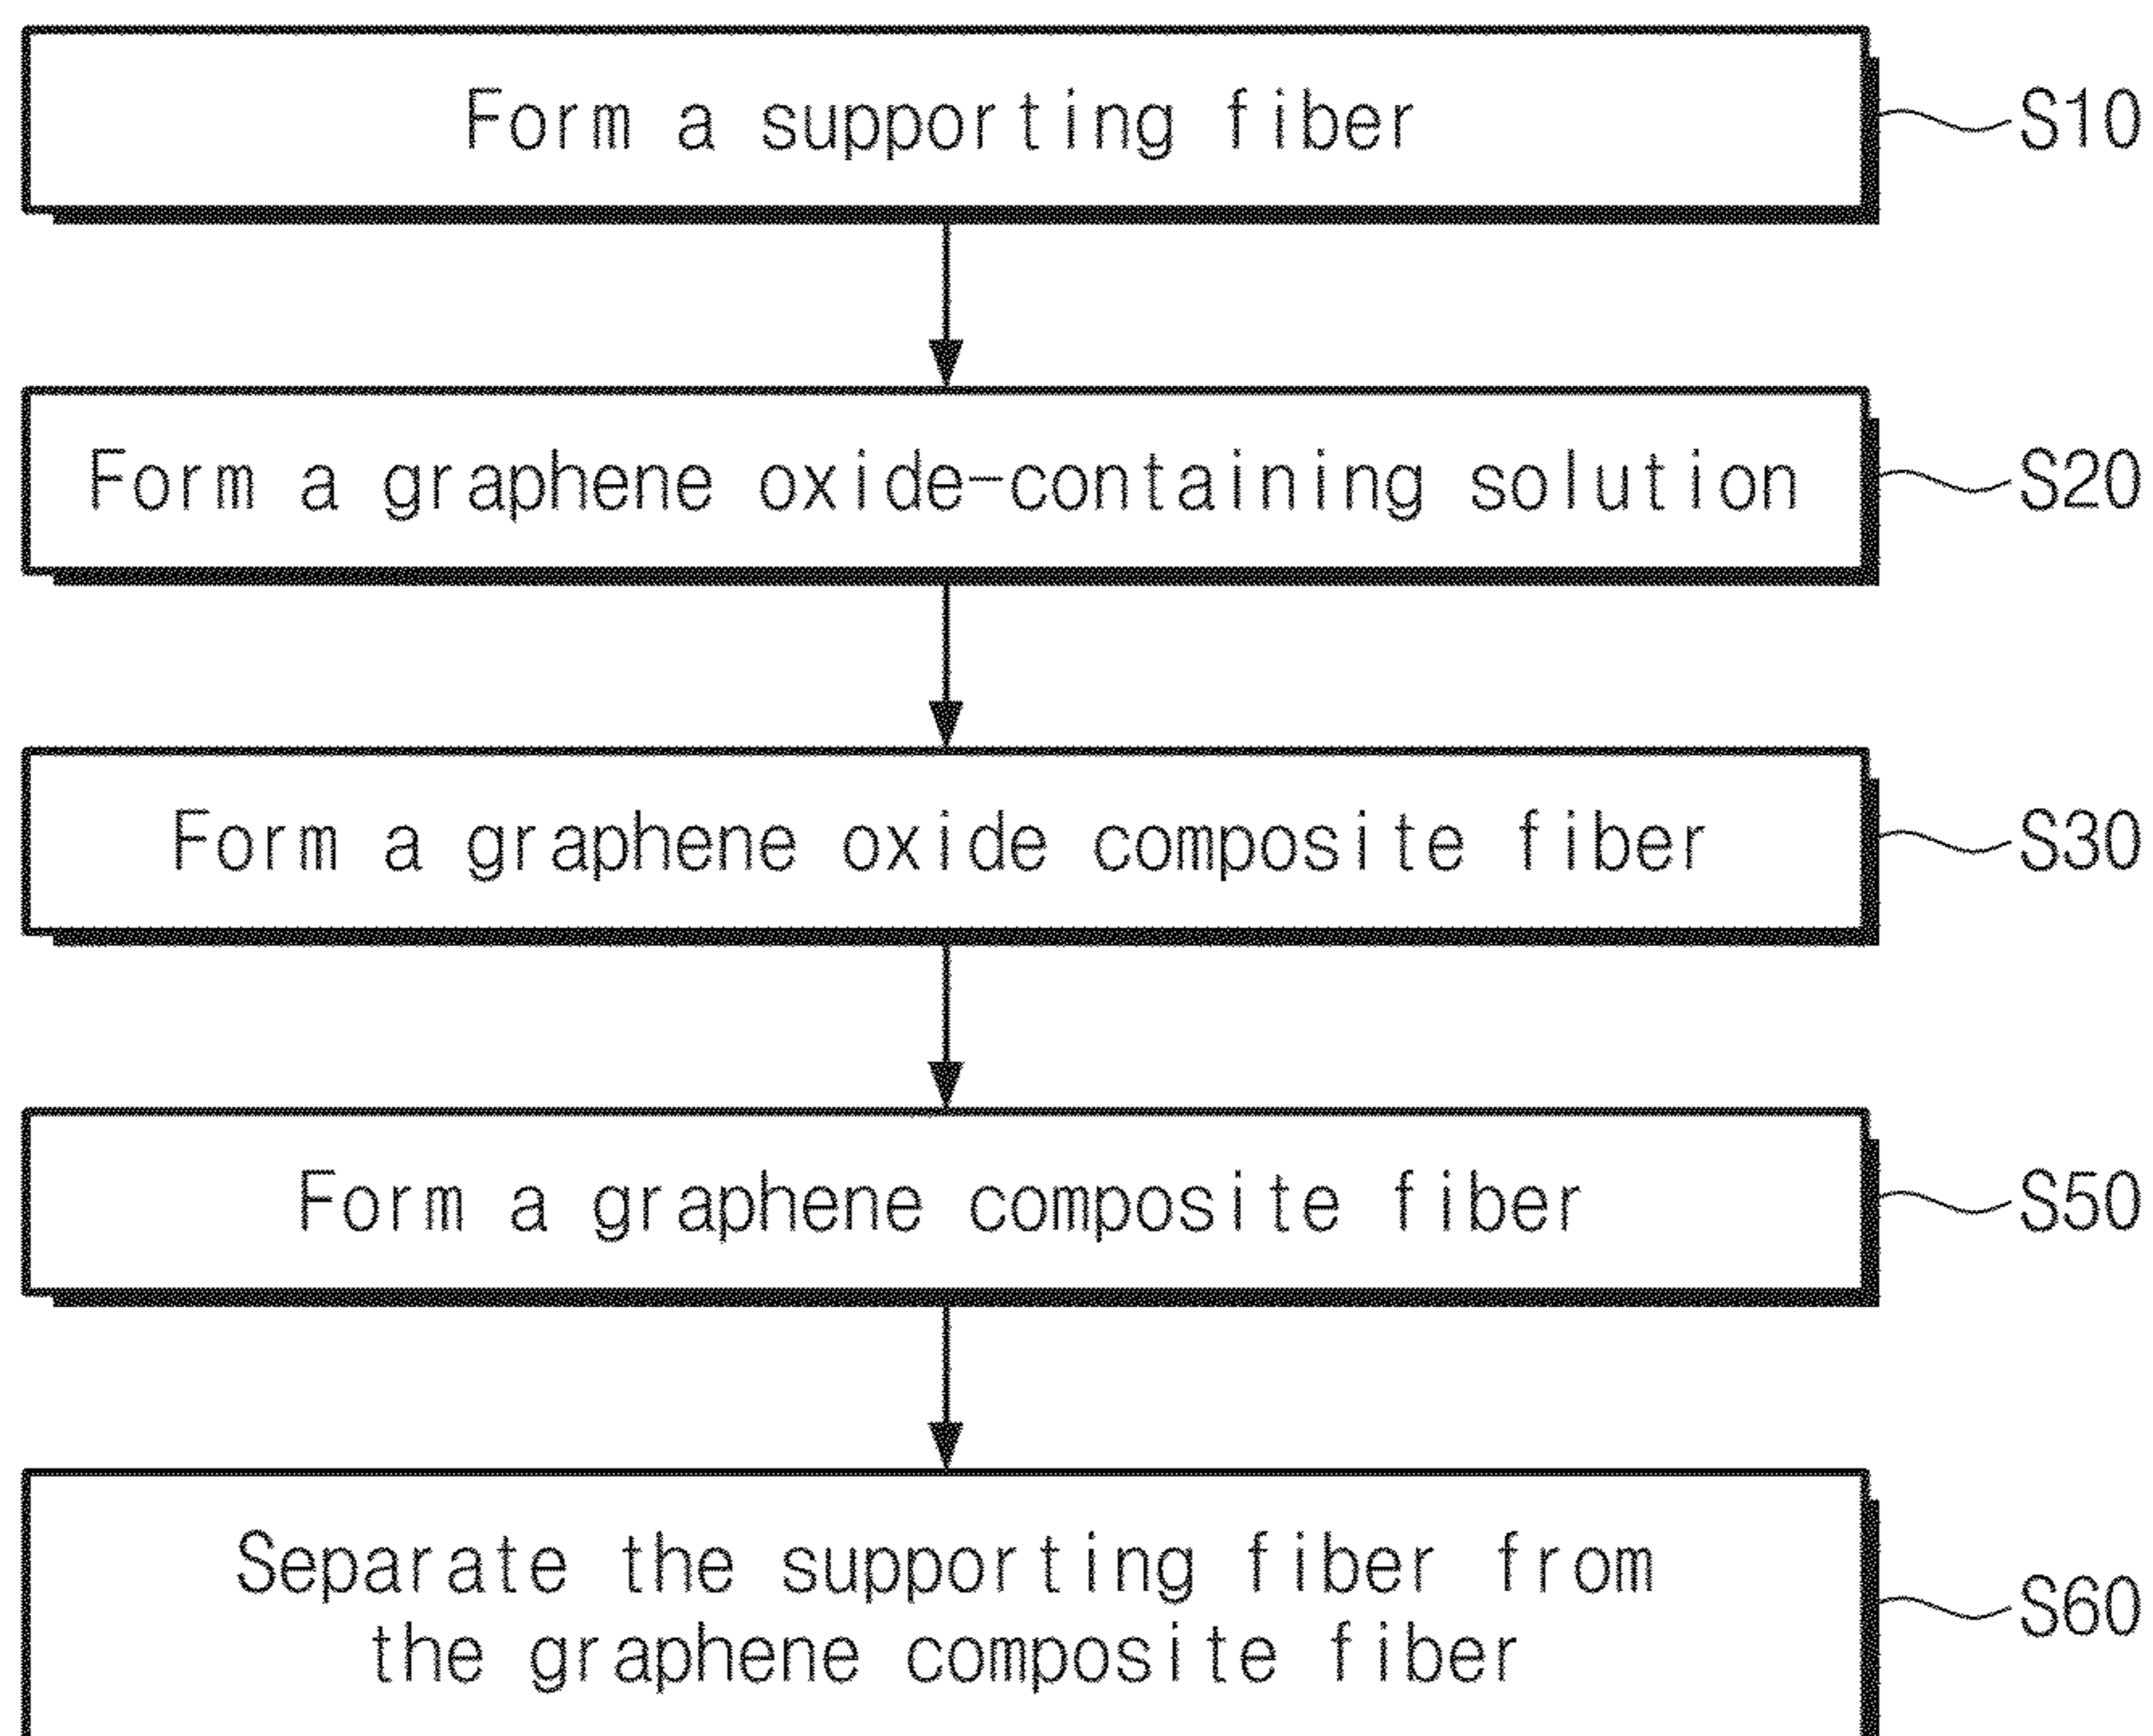 Form a supporting fiber
S10
Form a graphene oxide-containing solution
S20
Form a graphene oxide composite fiber
S30
Form a graphene composite fiber
S50
Separate the supporting fiber from
the graphene composite fiber
S60